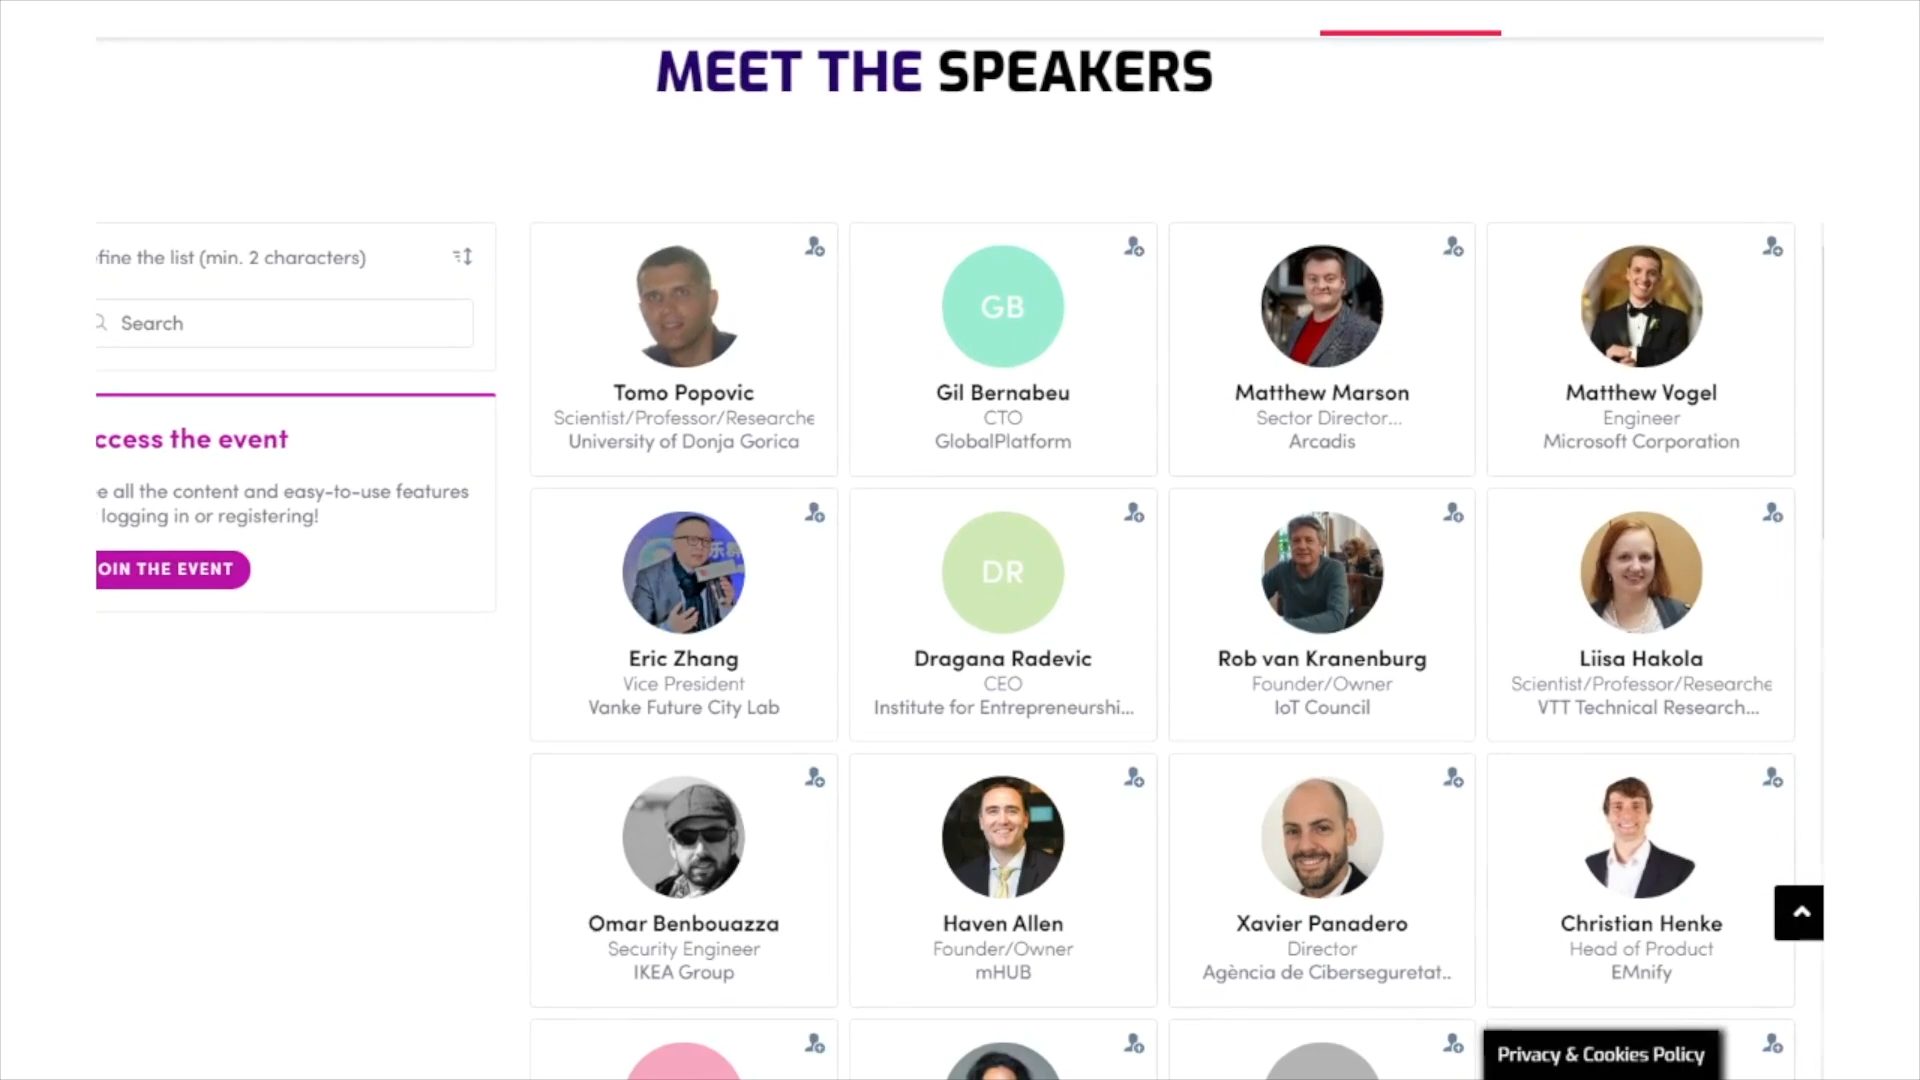 MEET THE SPEAKERS
fine the list (min. 2 characters)
Search
ccess the event
e all the content and easy-to-use features
logging in or registering!
OIN THE EVENT
Tomo Popovic
Scientist/Professor/Researche
University of Donja Gorica
GB
Gil Bernabeu
CTO
GlobalPlatform
Matthew Marson
Sector Director...
Arcadis
Matthew Vogel
Engineer
Microsoft Corporation
Eric Zhang
Vice President
Vanke Future City Lab
DR
Dragana Radevic
CEO
Institute for Entrepreneurshi...
Rob van Kranenburg
Founder/Owner
IoT Council
Liisa Hakola
Scientist/Professor/Researche
VTT Technical Research...
Omar Benbouazza
Security Engineer
IKEA Group
Haven Allen
Founder/Owner
mHUB
Xavier Panadero
Director
Agència de Ciberseguretat..
Christian Henke
Head of Product
EMnify
Privacy & Cookies Policy